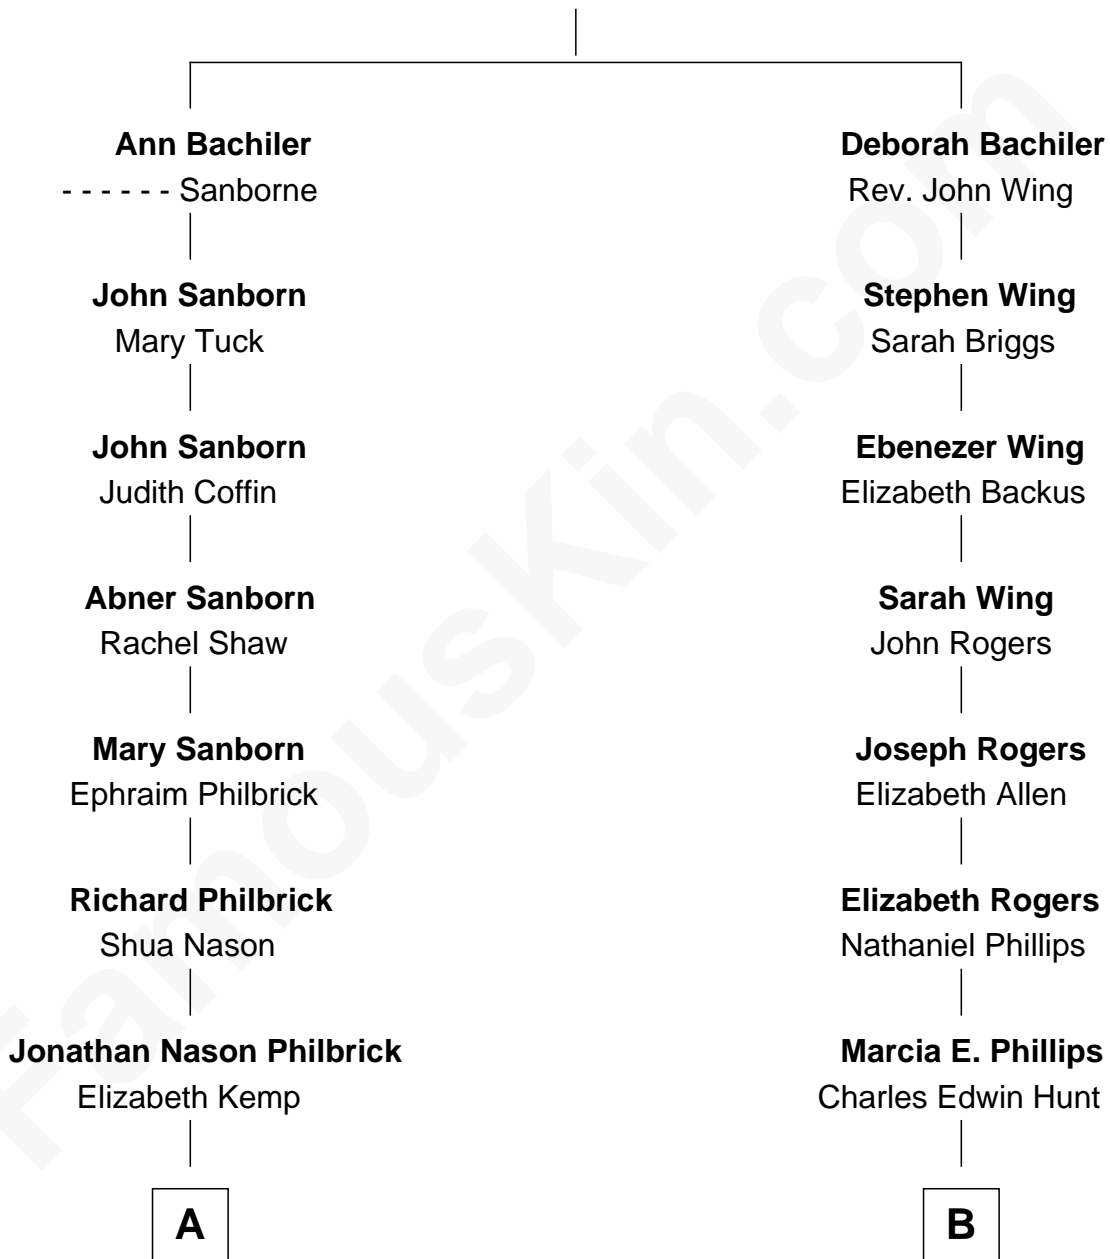 Ann Bachiler
- - - - - - Sanborne
John Sanborn
Mary Tuck
John Sanborn
Judith Coffin
Abner Sanborn
Rachel Shaw
Mary Sanborn
Ephraim Philbrick
Richard Philbrick
Shua Nason
Jonathan Nason Philbrick
Elizabeth Kemp
A
Deborah Bachiler
Rev. John Wing
Stephen Wing
Sarah Briggs
Ebenezer Wing
Elizabeth Backus
Sarah Wing
John Rogers
Joseph Rogers
Elizabeth Allen
Elizabeth Rogers
Nathaniel Phillips
Marcia E. Phillips
Charles Edwin Hunt
B
FamousKin.com